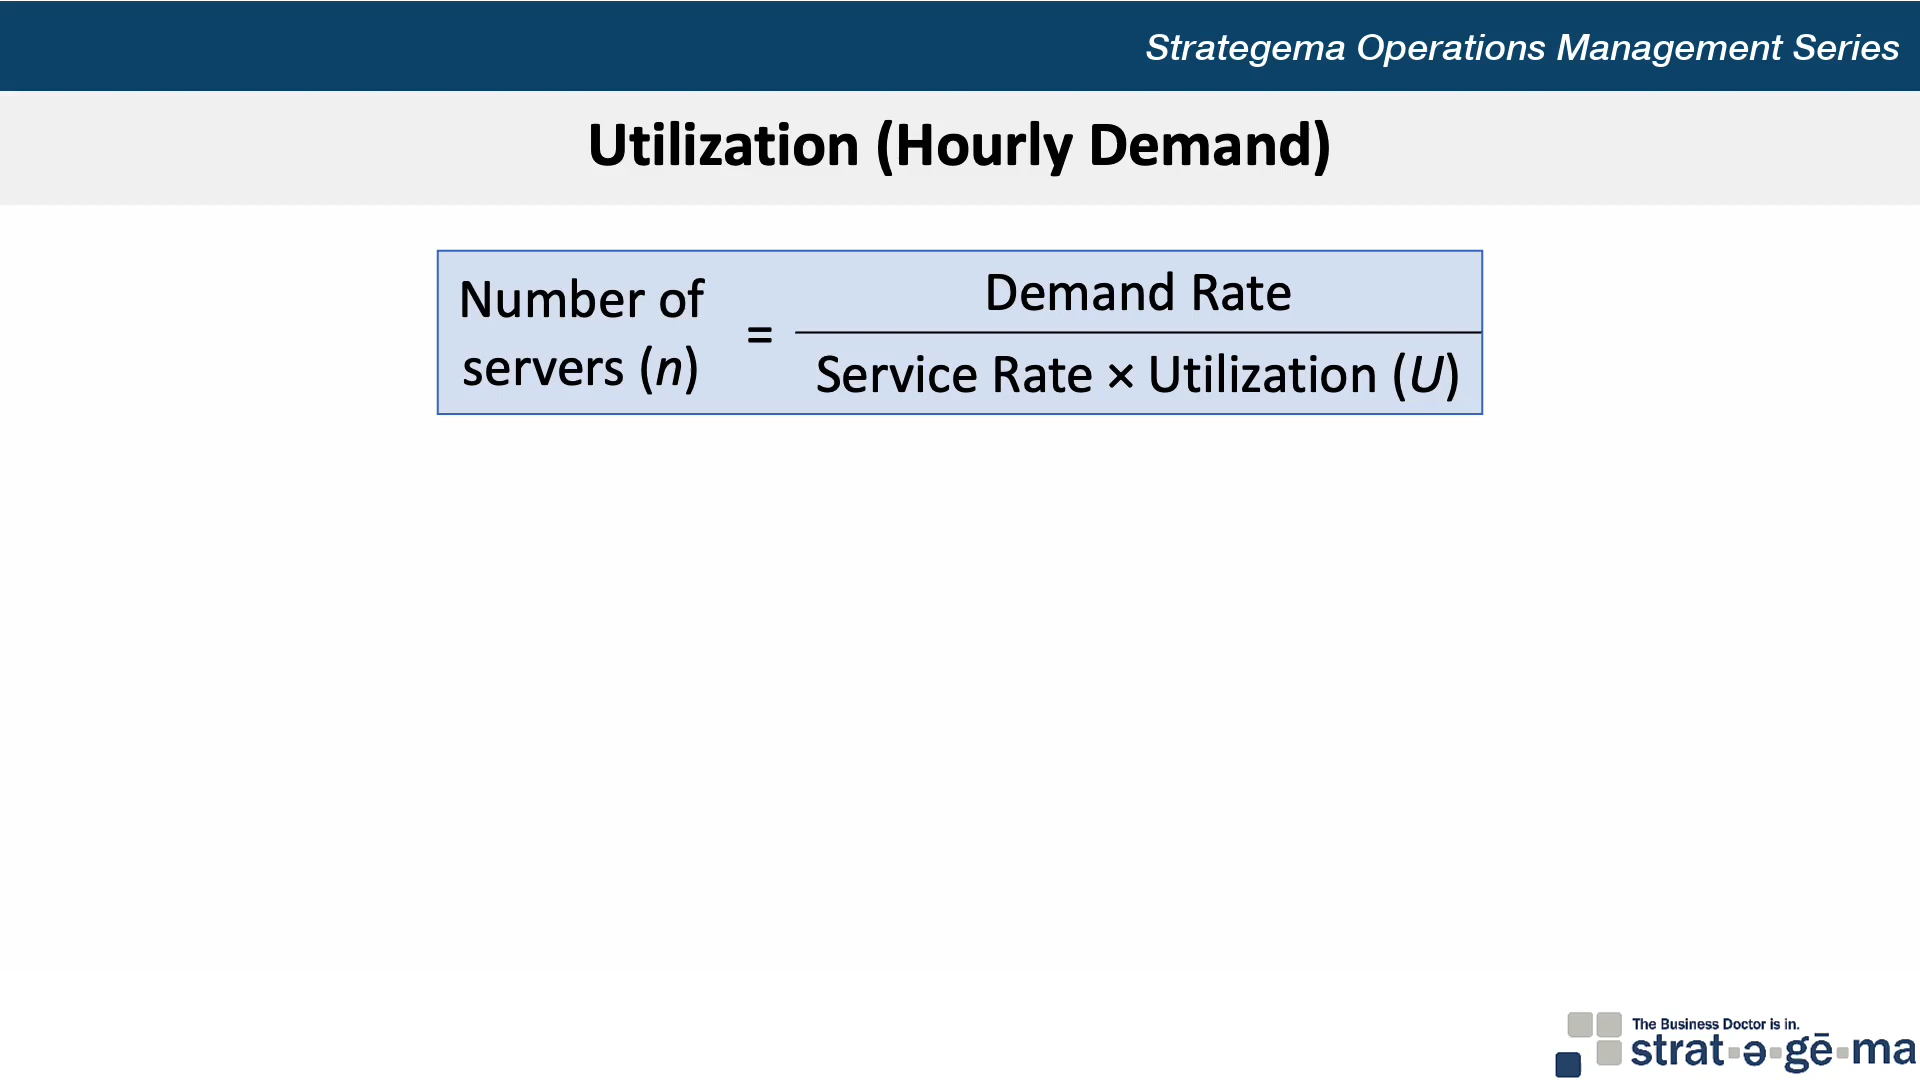 Strategema Operations Management Series
Utilization (Hourly Demand)
Number of
servers (n)
=
Demand Rate
Service Rate × Utilization (U)
The Business Doctor is in.
strat▪ə▪gē▪ma